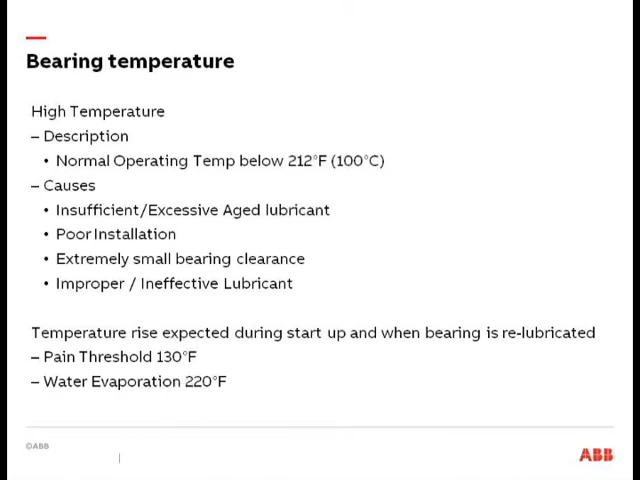 Bearing temperature
High Temperature
– Description
• Normal Operating Temp below 212°F (100°C)
– Causes
• Insufficient/Excessive Aged lubricant
• Poor Installation
• Extremely small bearing clearance
• Improper / Ineffective Lubricant
Temperature rise expected during start up and when bearing is re-lubricated
– Pain Threshold 130°F
– Water Evaporation 220°F
©ABB
|
ABB